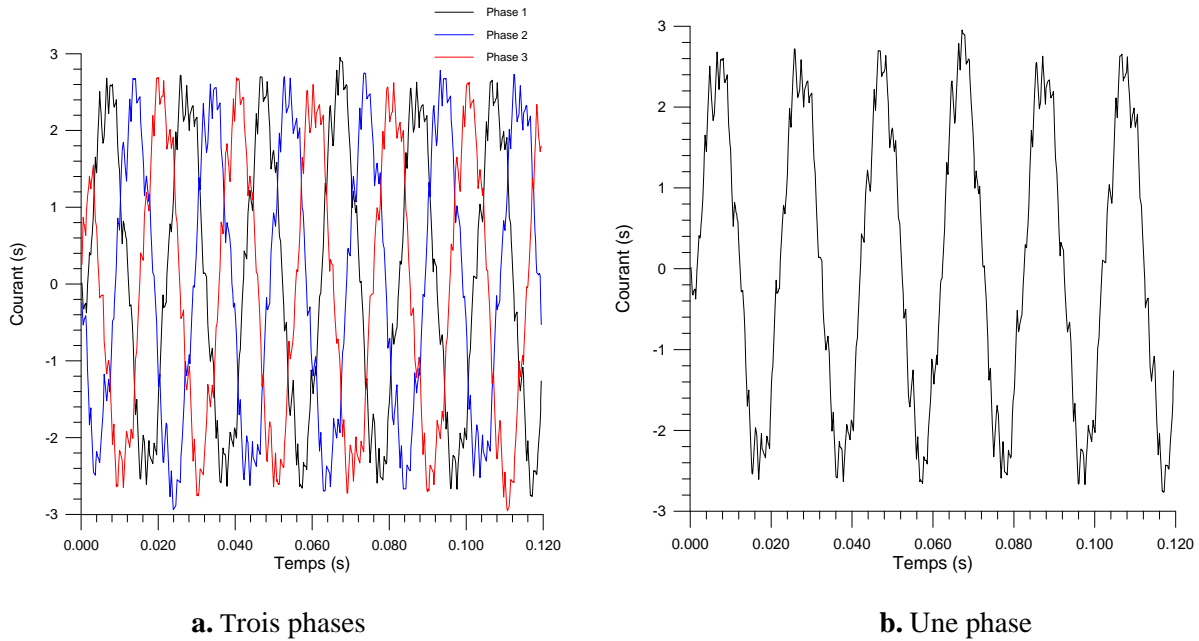 Phase 1
Phase 2
Phase 3
3
2
1
0
-1
-2
-3
Courant (s)
0.000 0.020 0.040 0.060 0.080 0.100 0.120
Temps (s)
a. Trois phases
3
2
1
0
-1
-2
-3
Courant (s)
0.000 0.020 0.040 0.060 0.080 0.100 0.120
Temps (s)
b. Une phase